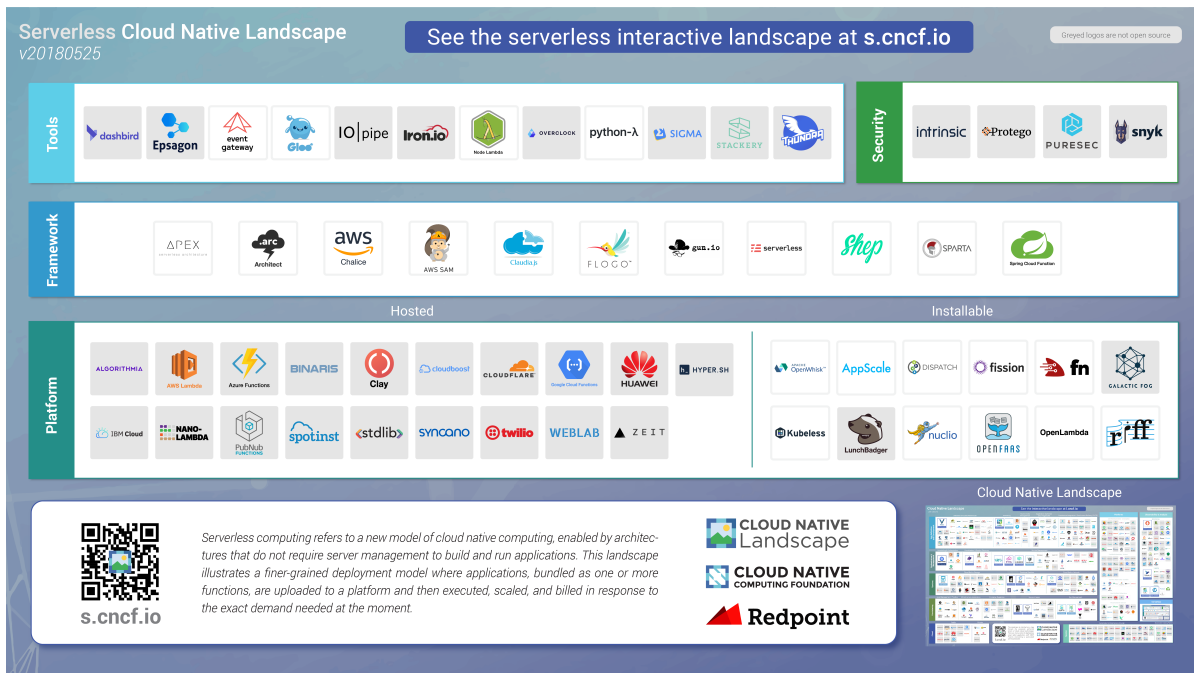 Serverless Cloud Native Landscape
v20180525
See the serverless interactive landscape at s.cncf.io
Greyed logos are not open source
Tools
dashbird
Epsagon
event
gateway
Gloo
IO|pipe
Iron.io
Node Lambda
OVERCLOCK
python-λ
SIGMA
STACKERY
THUNDRA
Security
intrinsic
Protego
PURESEC
snyk
Framework
APEX
.arc
Architect
aws
Chalice
AWS SAM
Claudia.js
FLOGO
gun.io
serverless
Shep
SPARTA
Spring Cloud Function
Hosted
Installable
Platform
ALGORITHMIA
AWS Lambda
Azure Functions
BINARIS
Clay
cloudboost
CLOUDFLARE
Google Cloud Functions
HUAWEI
HYPER.SH
IBM Cloud
NANO-
LAMBDA
PubNub
FUNCTIONS
spotinst
<stdlib>
syncano
twilio
WEBLAB
ZEIT
OpenWhisk
AppScale
DISPATCH
fission
fn
GALACTIC FOG
Kubeless
LunchBadger
nuclio
OPENFAAS
OpenLambda
riff
s.cncf.io
Serverless computing refers to a new model of cloud native computing, enabled by architec-
tures that do not require server management to build and run applications. This landscape
illustrates a finer-grained deployment model where applications, bundled as one or more
functions, are uploaded to a platform and then executed, scaled, and billed in response to
the exact demand needed at the moment.
CLOUD NATIVE
Landscape
CLOUD NATIVE
COMPUTING FOUNDATION
Redpoint
Cloud Native Landscape